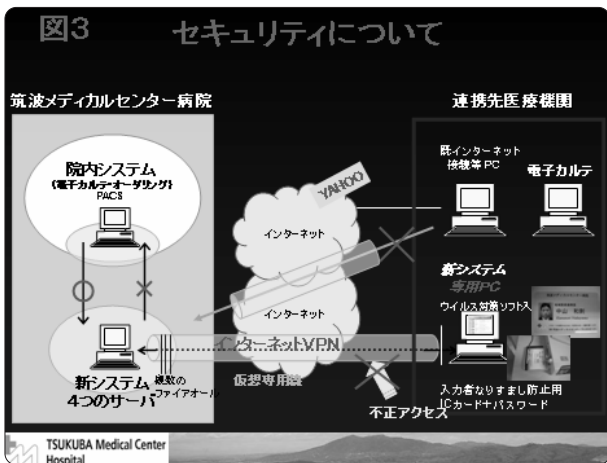 図3
セキュリティについて
筑波メディカルセンター病院
連携先医療機関
院内システム
(電子カルテ・オーダリング)
PACS
既インターネット
接続等PC
電子カルテ
YAHOO
インターネット
インターネット
新システム
専用PC
ウイルス対策ソフト入
インターネットVPN
仮想専用線
新システム
4つのサーバ
複数の
ファイアオール
不正アクセス
入力者なりすまし防止用
ICカード+パスワード
TSUKUBA Medical Center
Hospital